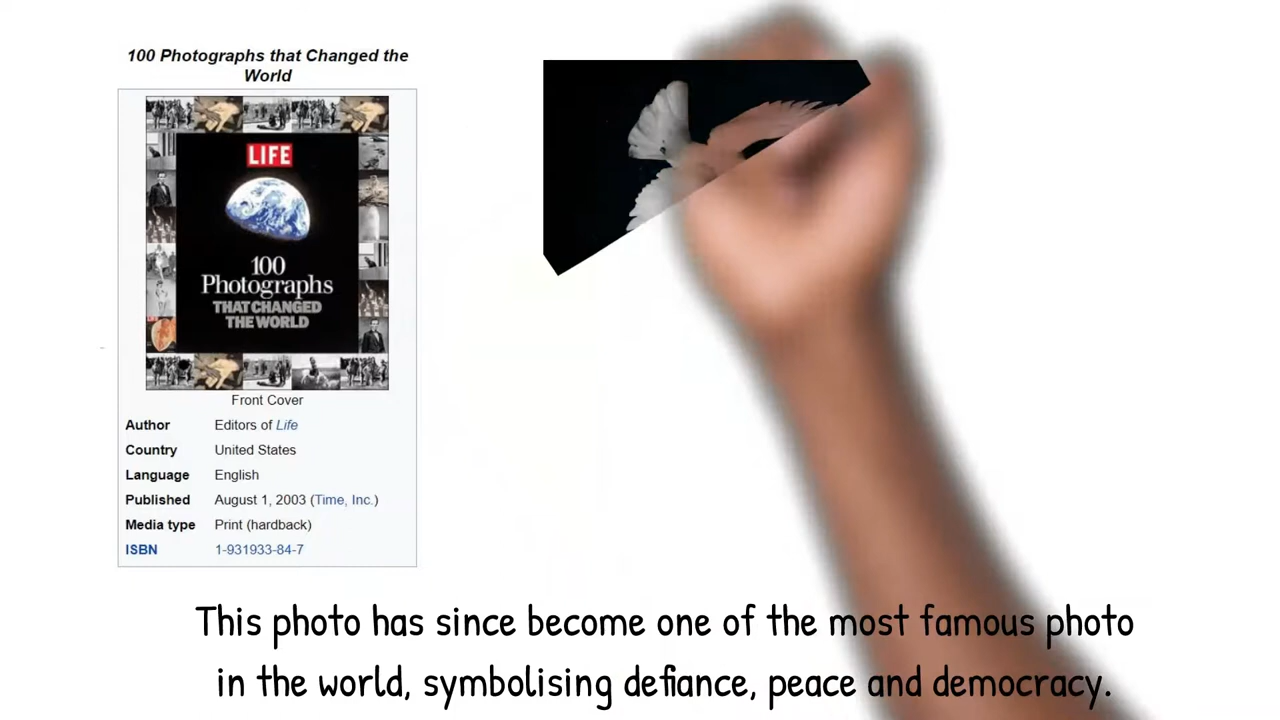 100 Photographs that Changed the
World
LIFE
100
Photographs
THAT CHANGED
THE WORLD
LIFE
Front Cover
Author Editors of Life
Country United States
Language English
Published August 1, 2003 (Time, Inc.)
Media type Print (hardback)
ISBN 1-931933-84-7
This photo has since become one of the most famous photo
in the world, symbolising defiance, peace and democracy.